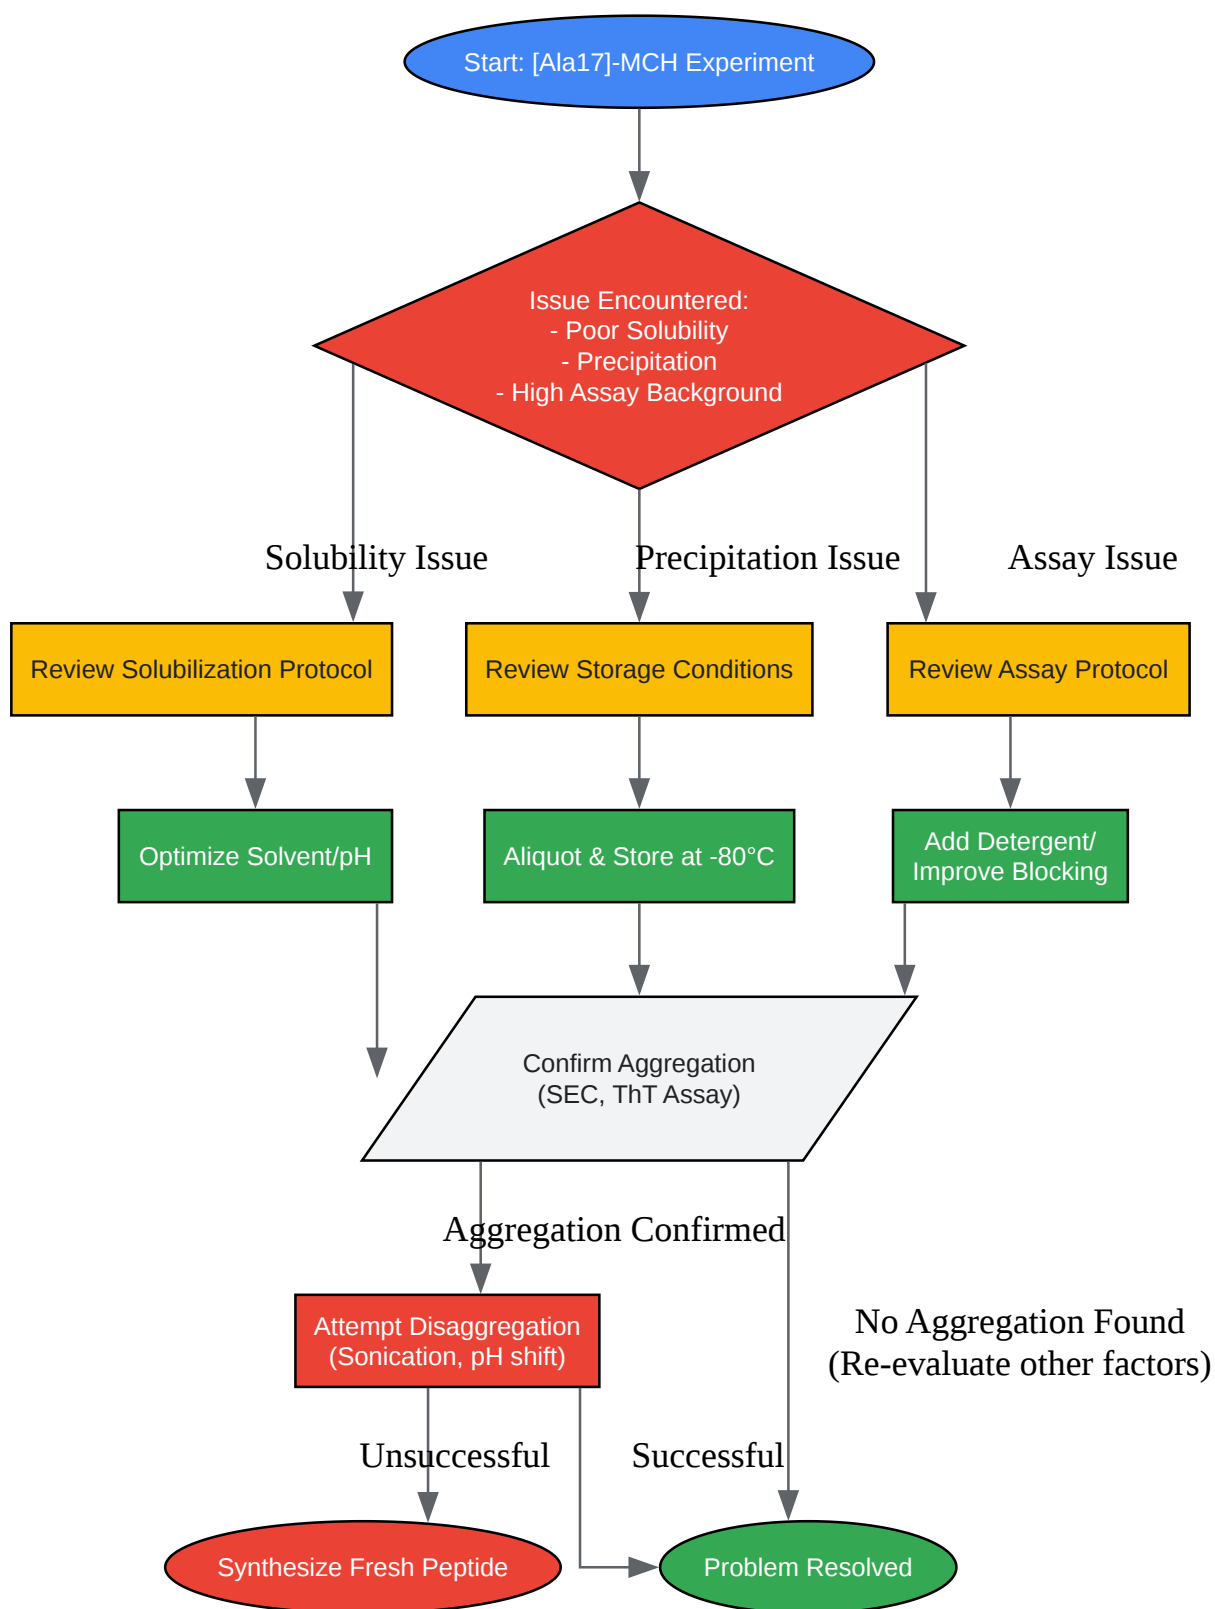 Start: [Ala17]-MCH Experiment
Issue Encountered:
- Poor Solubility
- Precipitation
- High Assay Background
Solubility Issue
Precipitation Issue
Assay Issue
Review Solubilization Protocol
Review Storage Conditions
Review Assay Protocol
Optimize Solvent/pH
Aliquot & Store at -80°C
Add Detergent/
Improve Blocking
Confirm Aggregation
(SEC, ThT Assay)
Aggregation Confirmed
No Aggregation Found
(Re-evaluate other factors)
Attempt Disaggregation
(Sonication, pH shift)
Unsuccessful
Successful
Synthesize Fresh Peptide
Problem Resolved